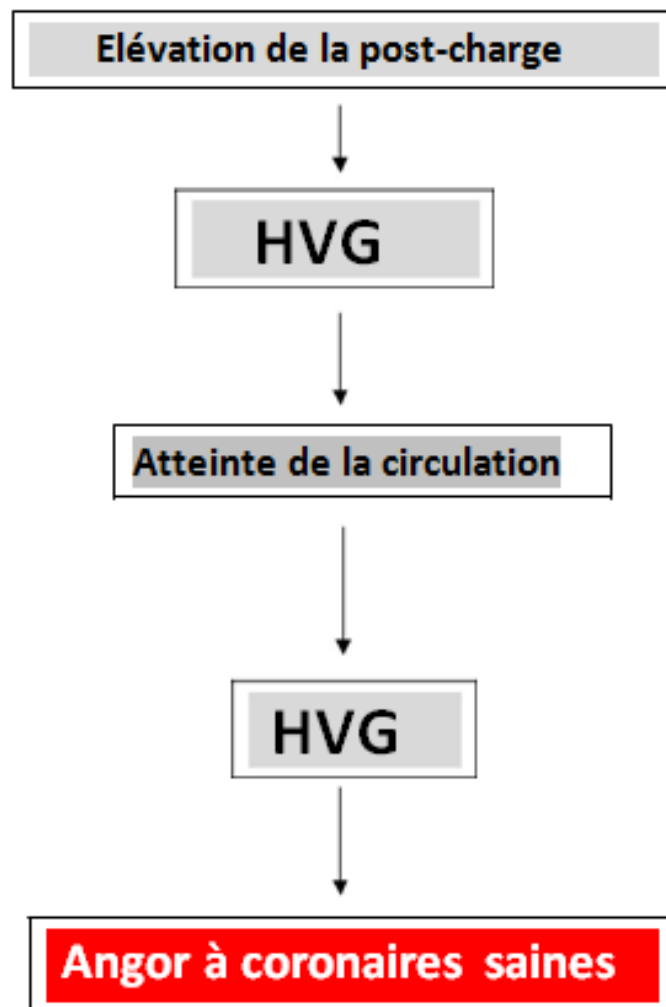 Elévation de la post-charge
HVG
Atteinte de la circulation
HVG
Angor à coronaires saines